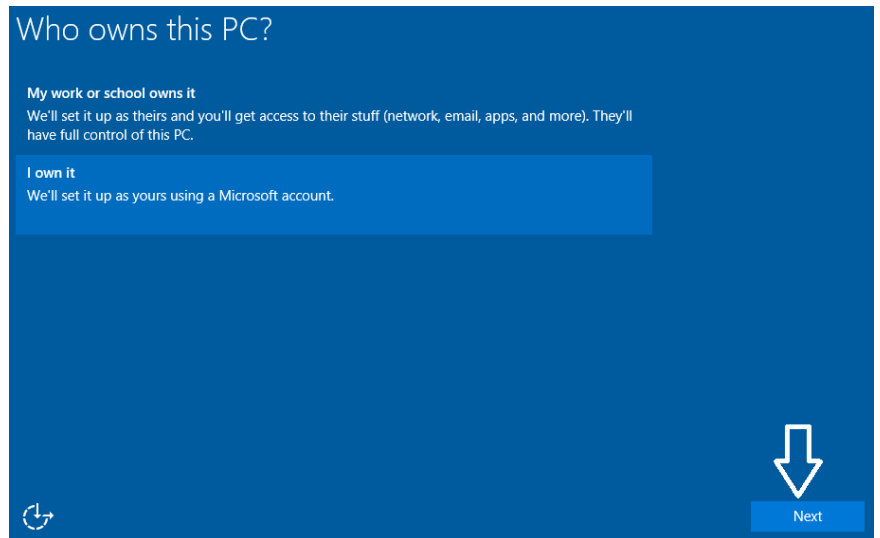 Who owns this PC?
My work or school owns it
We'll set it up as theirs and you'll get access to their stuff (network, email, apps, and more). They'll
have full control of this PC.
I own it
We'll set it up as yours using a Microsoft account.
Next